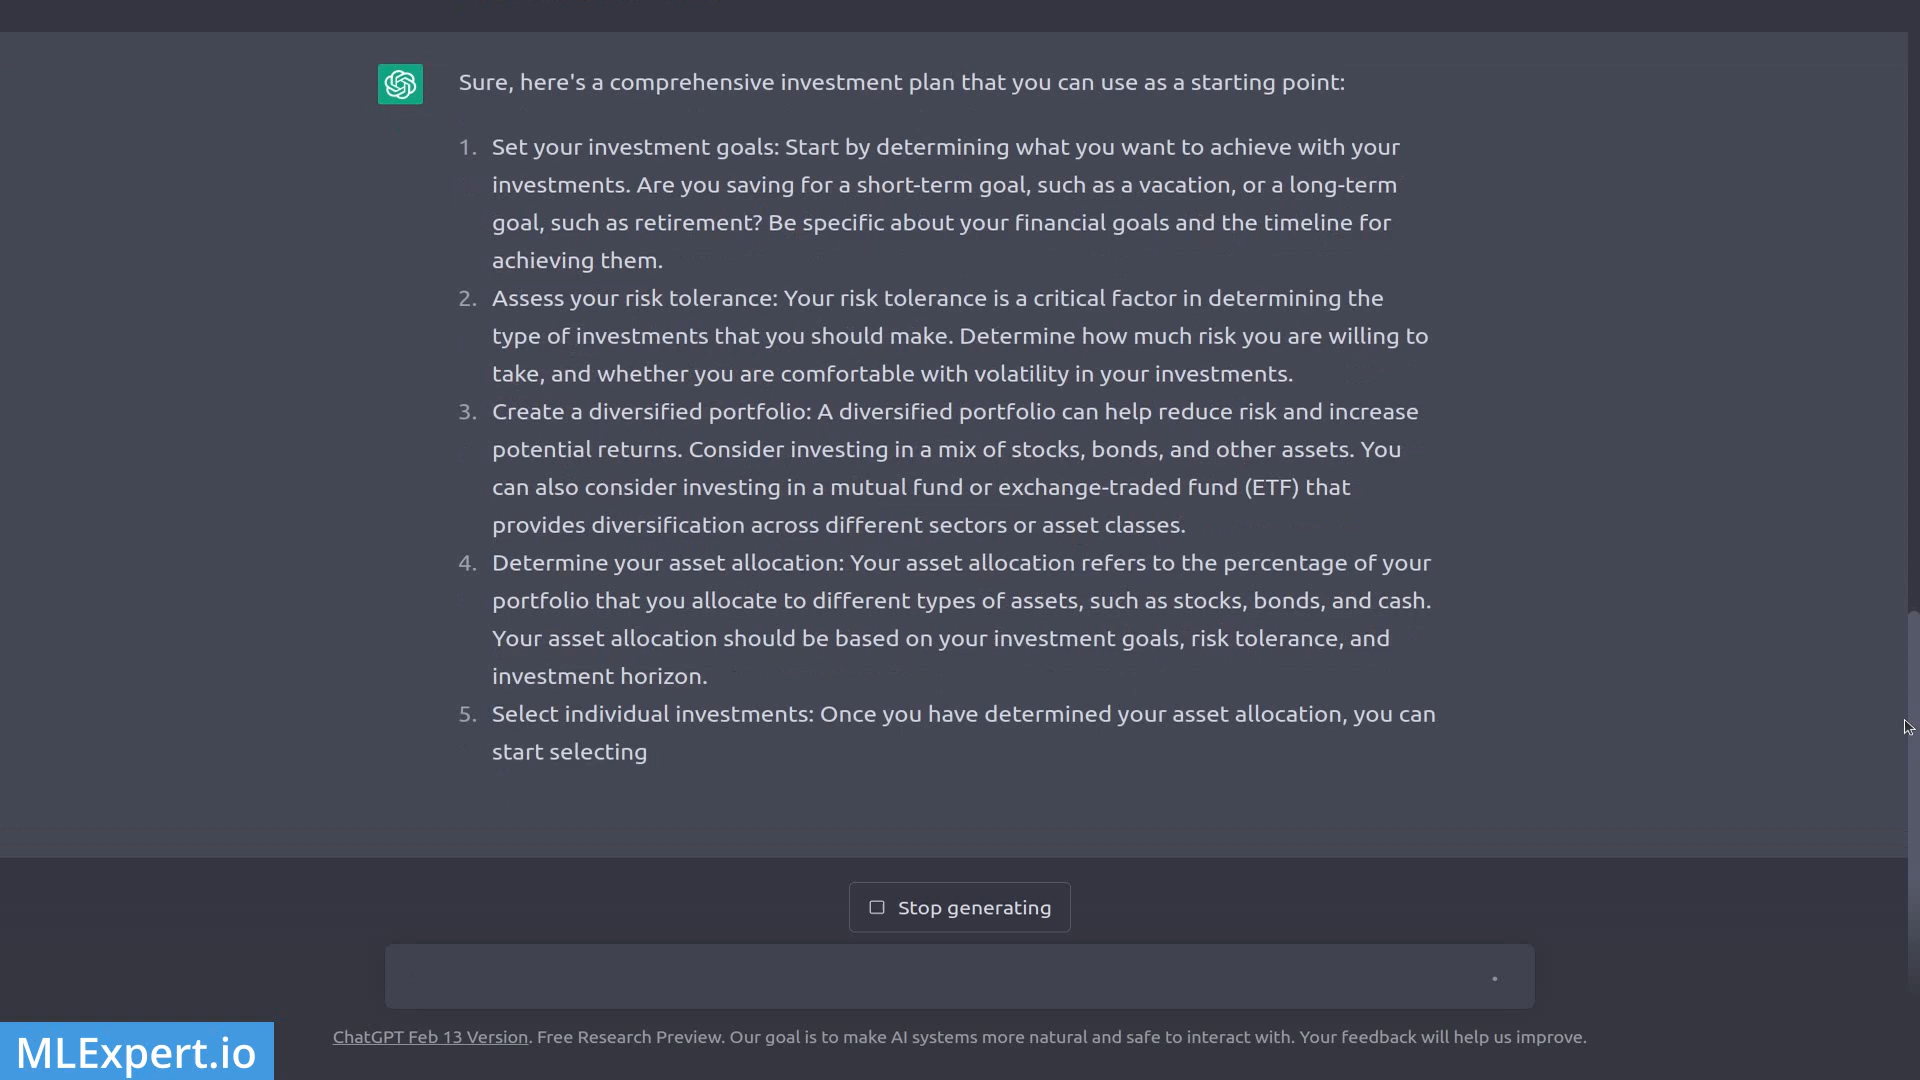 Sure, here's a comprehensive investment plan that you can use as a starting point:
1. Set your investment goals: Start by determining what you want to achieve with your
investments. Are you saving for a short-term goal, such as a vacation, or a long-term
goal, such as retirement? Be specific about your financial goals and the timeline for
achieving them.
2. Assess your risk tolerance: Your risk tolerance is a critical factor in determining the
type of investments that you should make. Determine how much risk you are willing to
take, and whether you are comfortable with volatility in your investments.
3. Create a diversified portfolio: A diversified portfolio can help reduce risk and increase
potential returns. Consider investing in a mix of stocks, bonds, and other assets. You
can also consider investing in a mutual fund or exchange-traded fund (ETF) that
provides diversification across different sectors or asset classes.
4. Determine your asset allocation: Your asset allocation refers to the percentage of your
portfolio that you allocate to different types of assets, such as stocks, bonds, and cash.
Your asset allocation should be based on your investment goals, risk tolerance, and
investment horizon.
5. Select individual investments: Once you have determined your asset allocation, you can
start selecting
Stop generating
ChatGPT Feb 13 Version. Free Research Preview. Our goal is to make AI systems more natural and safe to interact with. Your feedback will help us improve.
MLExpert.io